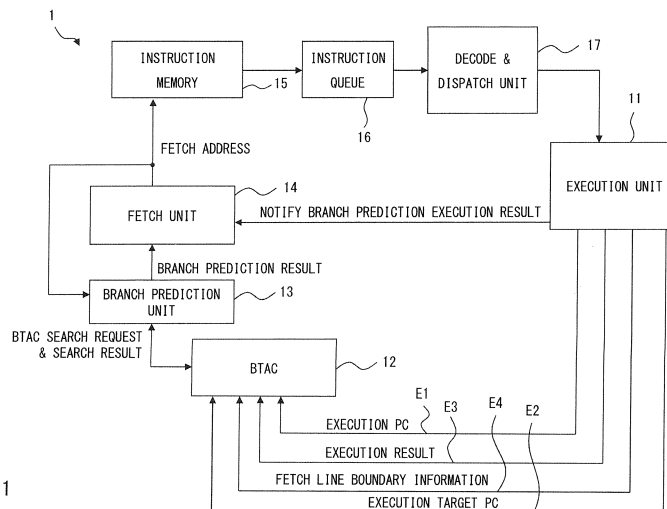 1
INSTRUCTION
MEMORY
15
INSTRUCTION
QUEUE
16
DECODE &
DISPATCH UNIT
17
11
EXECUTION UNIT
FETCH ADDRESS
14
FETCH UNIT
NOTIFY BRANCH PREDICTION EXECUTION RESULT
BRANCH PREDICTION RESULT
BRANCH PREDICTION
UNIT
13
BTAC SEARCH REQUEST
& SEARCH RESULT
BTAC
12
E1
E3
E4
E2
EXECUTION PC
EXECUTION RESULT
FETCH LINE BOUNDARY INFORMATION
EXECUTION TARGET PC
1